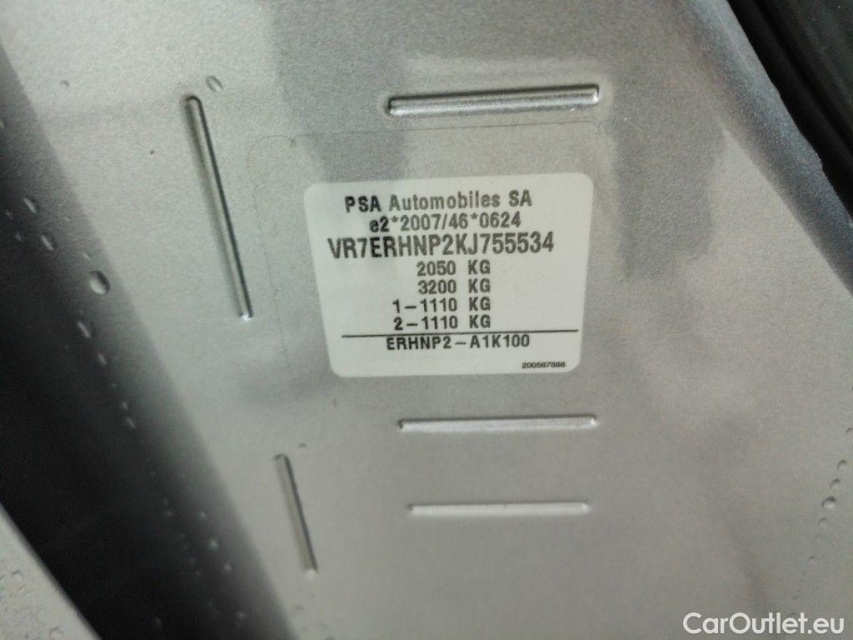 PSA Automobiles SA
e2*2007/46*0624
VR7ERHNP2KJ755534
2050 KG
3200 KG
1-1110 KG
2-1110 KG
ERHNP2-A1K100
200567888
CarOutlet.eu